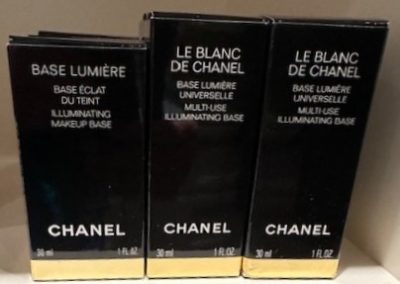 BASE LUMIÈRE
BASE ÉCLAT
DU TEINT
ILLUMINATING
MAKEUP BASE
CHANEL
30 ml 1 FL. OZ.
LE BLANC
DE CHANEL
BASE LUMIÈRE
UNIVERSELLE
MULTI-USE
ILLUMINATING BASE
CHANEL
30 ml 1 FL. OZ.
LE BLANC
DE CHANEL
BASE LUMIÈRE
UNIVERSELLE
MULTI-USE
ILLUMINATING BASE
CHANEL
30 ml 1 FL. OZ.